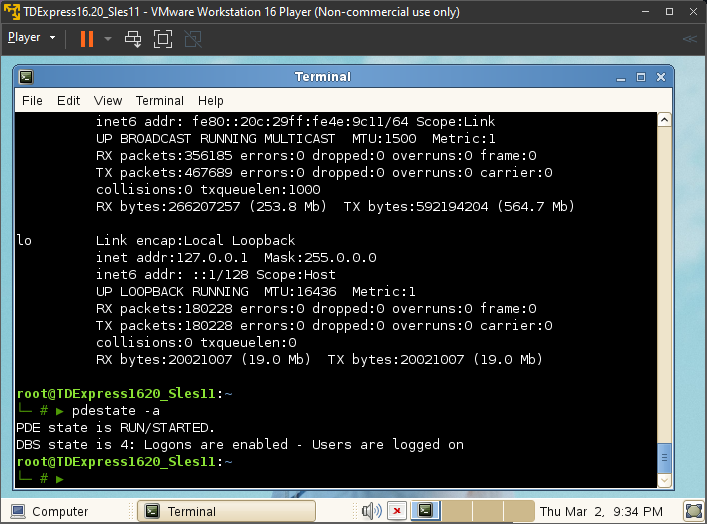 TDExpress16.20_Sles11 - VMware Workstation 16 Player (Non-commercial use only)
Player
Terminal
File Edit View Terminal Help
inet6 addr: fe80::20c:29ff:fe4e:9c11/64 Scope:Link
UP BROADCAST RUNNING MULTICAST  MTU:1500  Metric:1
RX packets:356185 errors:0 dropped:0 overruns:0 frame:0
TX packets:467689 errors:0 dropped:0 overruns:0 carrier:0
collisions:0 txqueuelen:1000
RX bytes:266207257 (253.8 Mb)  TX bytes:592194204 (564.7 Mb)
lo        Link encap:Local Loopback
inet addr:127.0.0.1  Mask:255.0.0.0
inet6 addr: ::1/128 Scope:Host
UP LOOPBACK RUNNING  MTU:16436  Metric:1
RX packets:180228 errors:0 dropped:0 overruns:0 frame:0
TX packets:180228 errors:0 dropped:0 overruns:0 carrier:0
collisions:0 txqueuelen:0
RX bytes:20021007 (19.0 Mb)  TX bytes:20021007 (19.0 Mb)
root@TDExpress1620_Sles11:~
└─ # ▶ pdestate -a
PDE state is RUN/STARTED.
DBS state is 4: Logons are enabled - Users are logged on
root@TDExpress1620_Sles11:~
└─ # ▶
Computer Terminal Thu Mar 2, 9:34 PM